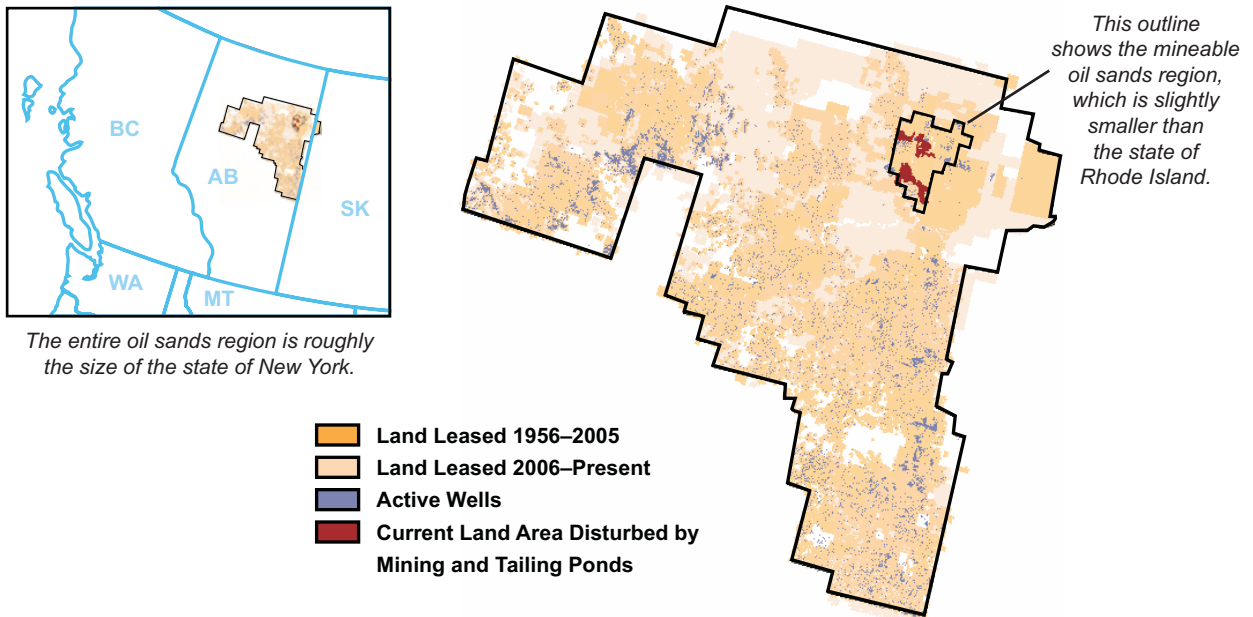 BC
AB
SK
WA
MT
The entire oil sands region is roughly
the size of the state of New York.
This outline
shows the mineable
oil sands region,
which is slightly
smaller than
the state of
Rhode Island.
Land Leased 1956–2005
Land Leased 2006–Present
Active Wells
Current Land Area Disturbed by
Mining and Tailing Ponds